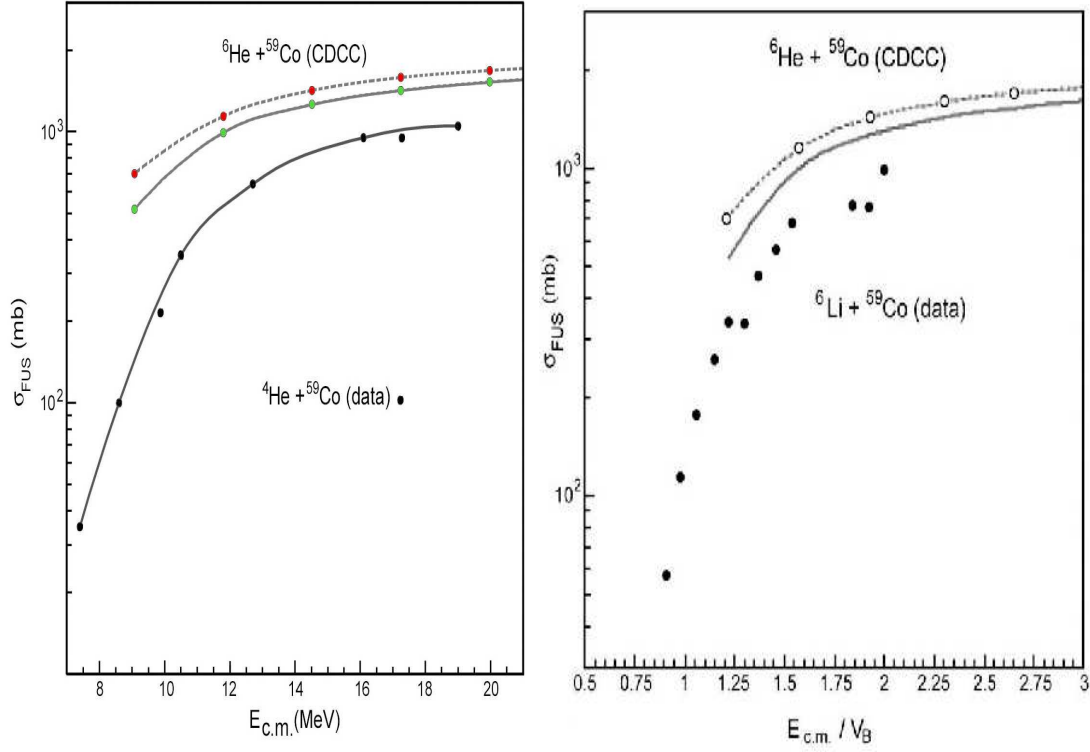 ⁶He + ⁵⁹Co (CDCC)
10³
σFUS (mb)
⁴He + ⁵⁹Co (data)
10²
8 10 12 14 16 18 20
Ec.m. (MeV)
⁶He + ⁵⁹Co (CDCC)
10³
σFUS (mb)
⁶Li + ⁵⁹Co (data)
10²
0.5 0.75 1 1.25 1.5 1.75 2 2.25 2.5 2.75 3
Ec.m. / VB